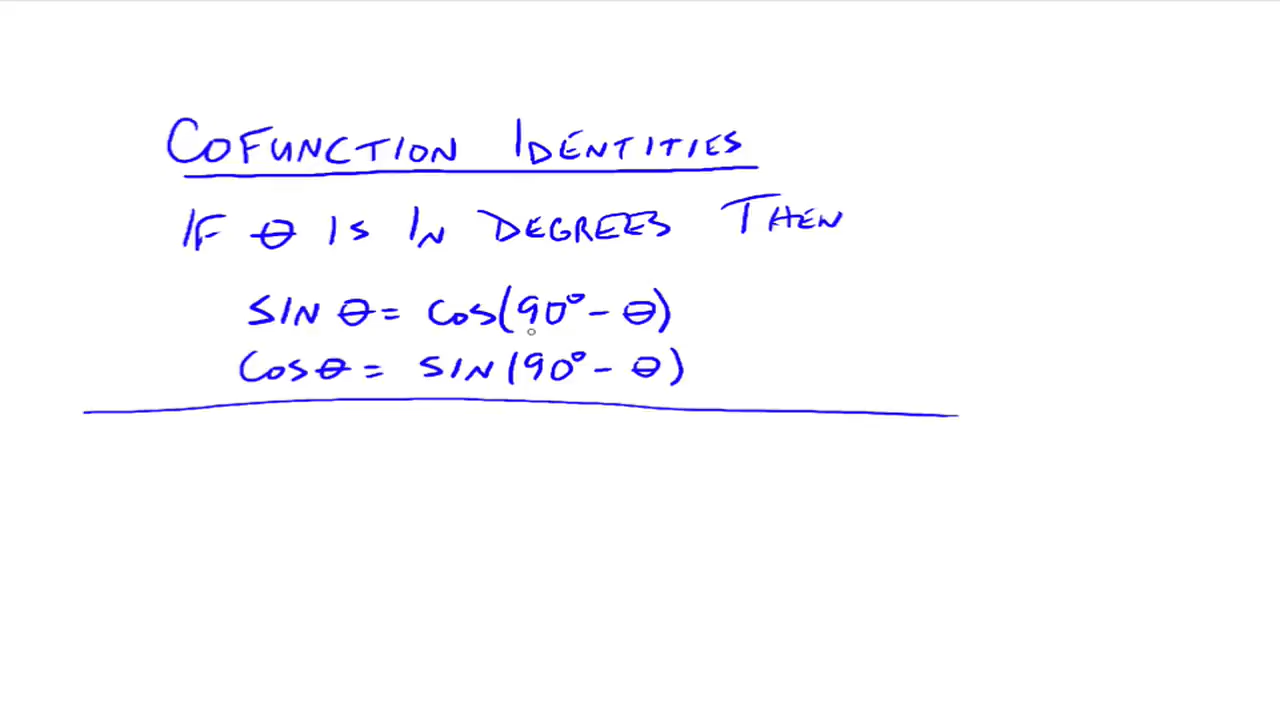 COFUNCTION IDENTITIES
IF θ IS IN DEGREES THEN
SIN θ = COS(90° - θ)
COS θ = SIN(90° - θ)